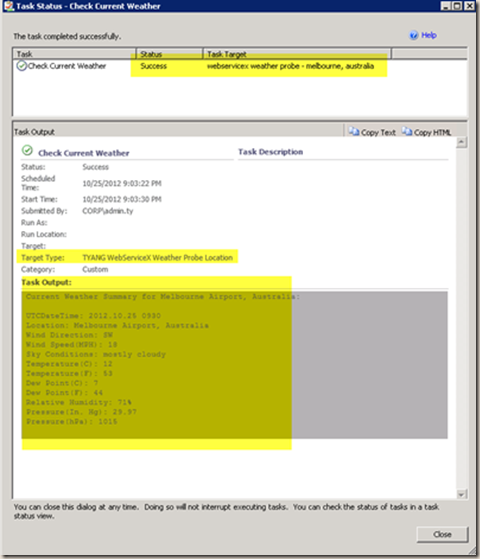 Task Status - Check Current Weather
The task completed successfully.
Help
Task Status Task Target
Check Current Weather Success webservicex weather probe - melbourne, australia
Task Output Copy Text Copy HTML
Check Current Weather Task Description
Status: Success
Scheduled Time: 10/25/2012 9:03:22 PM
Start Time: 10/25/2012 9:03:30 PM
Submitted By: CORP\admin.ty
Run As:
Run Location:
Target:
Target Type: TYANG WebServiceX Weather Probe Location
Category: Custom
Task Output:
Current Weather Summary for Melbourne Airport, Australia:
UTCDateTime: 2012.10.25 0930
Location: Melbourne Airport, Australia
Wind Direction: SW
Wind Speed(KPH): 18
Sky Conditions: mostly cloudy
Temperature(C): 12
Temperature(F): 53
Dew Point(C): 7
Dew Point(F): 44
Relative Humidity: 71%
Pressure(In. Hg): 29.97
Pressure(hPa): 1015
You can close this dialog at any time. Doing so will not interrupt executing tasks. You can check the status of tasks in a task
status view.
Close